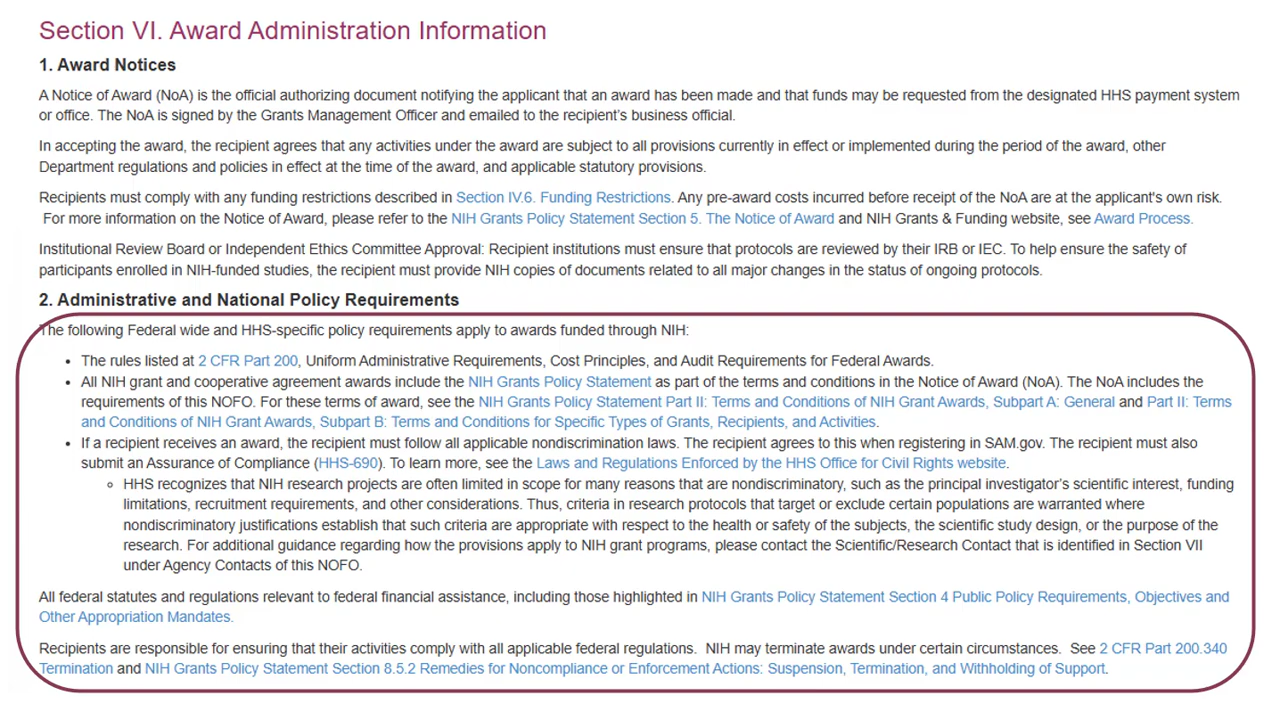 Section VI. Award Administration Information
1. Award Notices
A Notice of Award (NoA) is the official authorizing document notifying the applicant that an award has been made and that funds may be requested from the designated HHS payment system
or office. The NoA is signed by the Grants Management Officer and emailed to the recipient's business official.
In accepting the award, the recipient agrees that any activities under the award are subject to all provisions currently in effect or implemented during the period of the award, other
Department regulations and policies in effect at the time of the award, and applicable statutory provisions.
Recipients must comply with any funding restrictions described in Section IV.6. Funding Restrictions. Any pre-award costs incurred before receipt of the NoA are at the applicant's own risk.
For more information on the Notice of Award, please refer to the NIH Grants Policy Statement Section 5. The Notice of Award and NIH Grants & Funding website, see Award Process.
Institutional Review Board or Independent Ethics Committee Approval: Recipient institutions must ensure that protocols are reviewed by their IRB or IEC. To help ensure the safety of
participants enrolled in NIH-funded studies, the recipient must provide NIH copies of documents related to all major changes in the status of ongoing protocols.
2. Administrative and National Policy Requirements
The following Federal wide and HHS-specific policy requirements apply to awards funded through NIH:
• The rules listed at 2 CFR Part 200, Uniform Administrative Requirements, Cost Principles, and Audit Requirements for Federal Awards.
• All NIH grant and cooperative agreement awards include the NIH Grants Policy Statement as part of the terms and conditions in the Notice of Award (NoA). The NoA includes the
requirements of this NOFO. For these terms of award, see the NIH Grants Policy Statement Part II: Terms and Conditions of NIH Grant Awards, Subpart A: General and Part II: Terms
and Conditions of NIH Grant Awards, Subpart B: Terms and Conditions for Specific Types of Grants, Recipients, and Activities.
• If a recipient receives an award, the recipient must follow all applicable nondiscrimination laws. The recipient agrees to this when registering in SAM.gov. The recipient must also
submit an Assurance of Compliance (HHS-690). To learn more, see the Laws and Regulations Enforced by the HHS Office for Civil Rights website.
◦ HHS recognizes that NIH research projects are often limited in scope for many reasons that are nondiscriminatory, such as the principal investigator's scientific interest, funding
limitations, recruitment requirements, and other considerations. Thus, criteria in research protocols that target or exclude certain populations are warranted where
nondiscriminatory justifications establish that such criteria are appropriate with respect to the health or safety of the subjects, the scientific study design, or the purpose of the
research. For additional guidance regarding how the provisions apply to NIH grant programs, please contact the Scientific/Research Contact that is identified in Section VII
under Agency Contacts of this NOFO.
All federal statutes and regulations relevant to federal financial assistance, including those highlighted in NIH Grants Policy Statement Section 4 Public Policy Requirements, Objectives and
Other Appropriation Mandates.
Recipients are responsible for ensuring that their activities comply with all applicable federal regulations. NIH may terminate awards under certain circumstances. See 2 CFR Part 200.340
Termination and NIH Grants Policy Statement Section 8.5.2 Remedies for Noncompliance or Enforcement Actions: Suspension, Termination, and Withholding of Support.